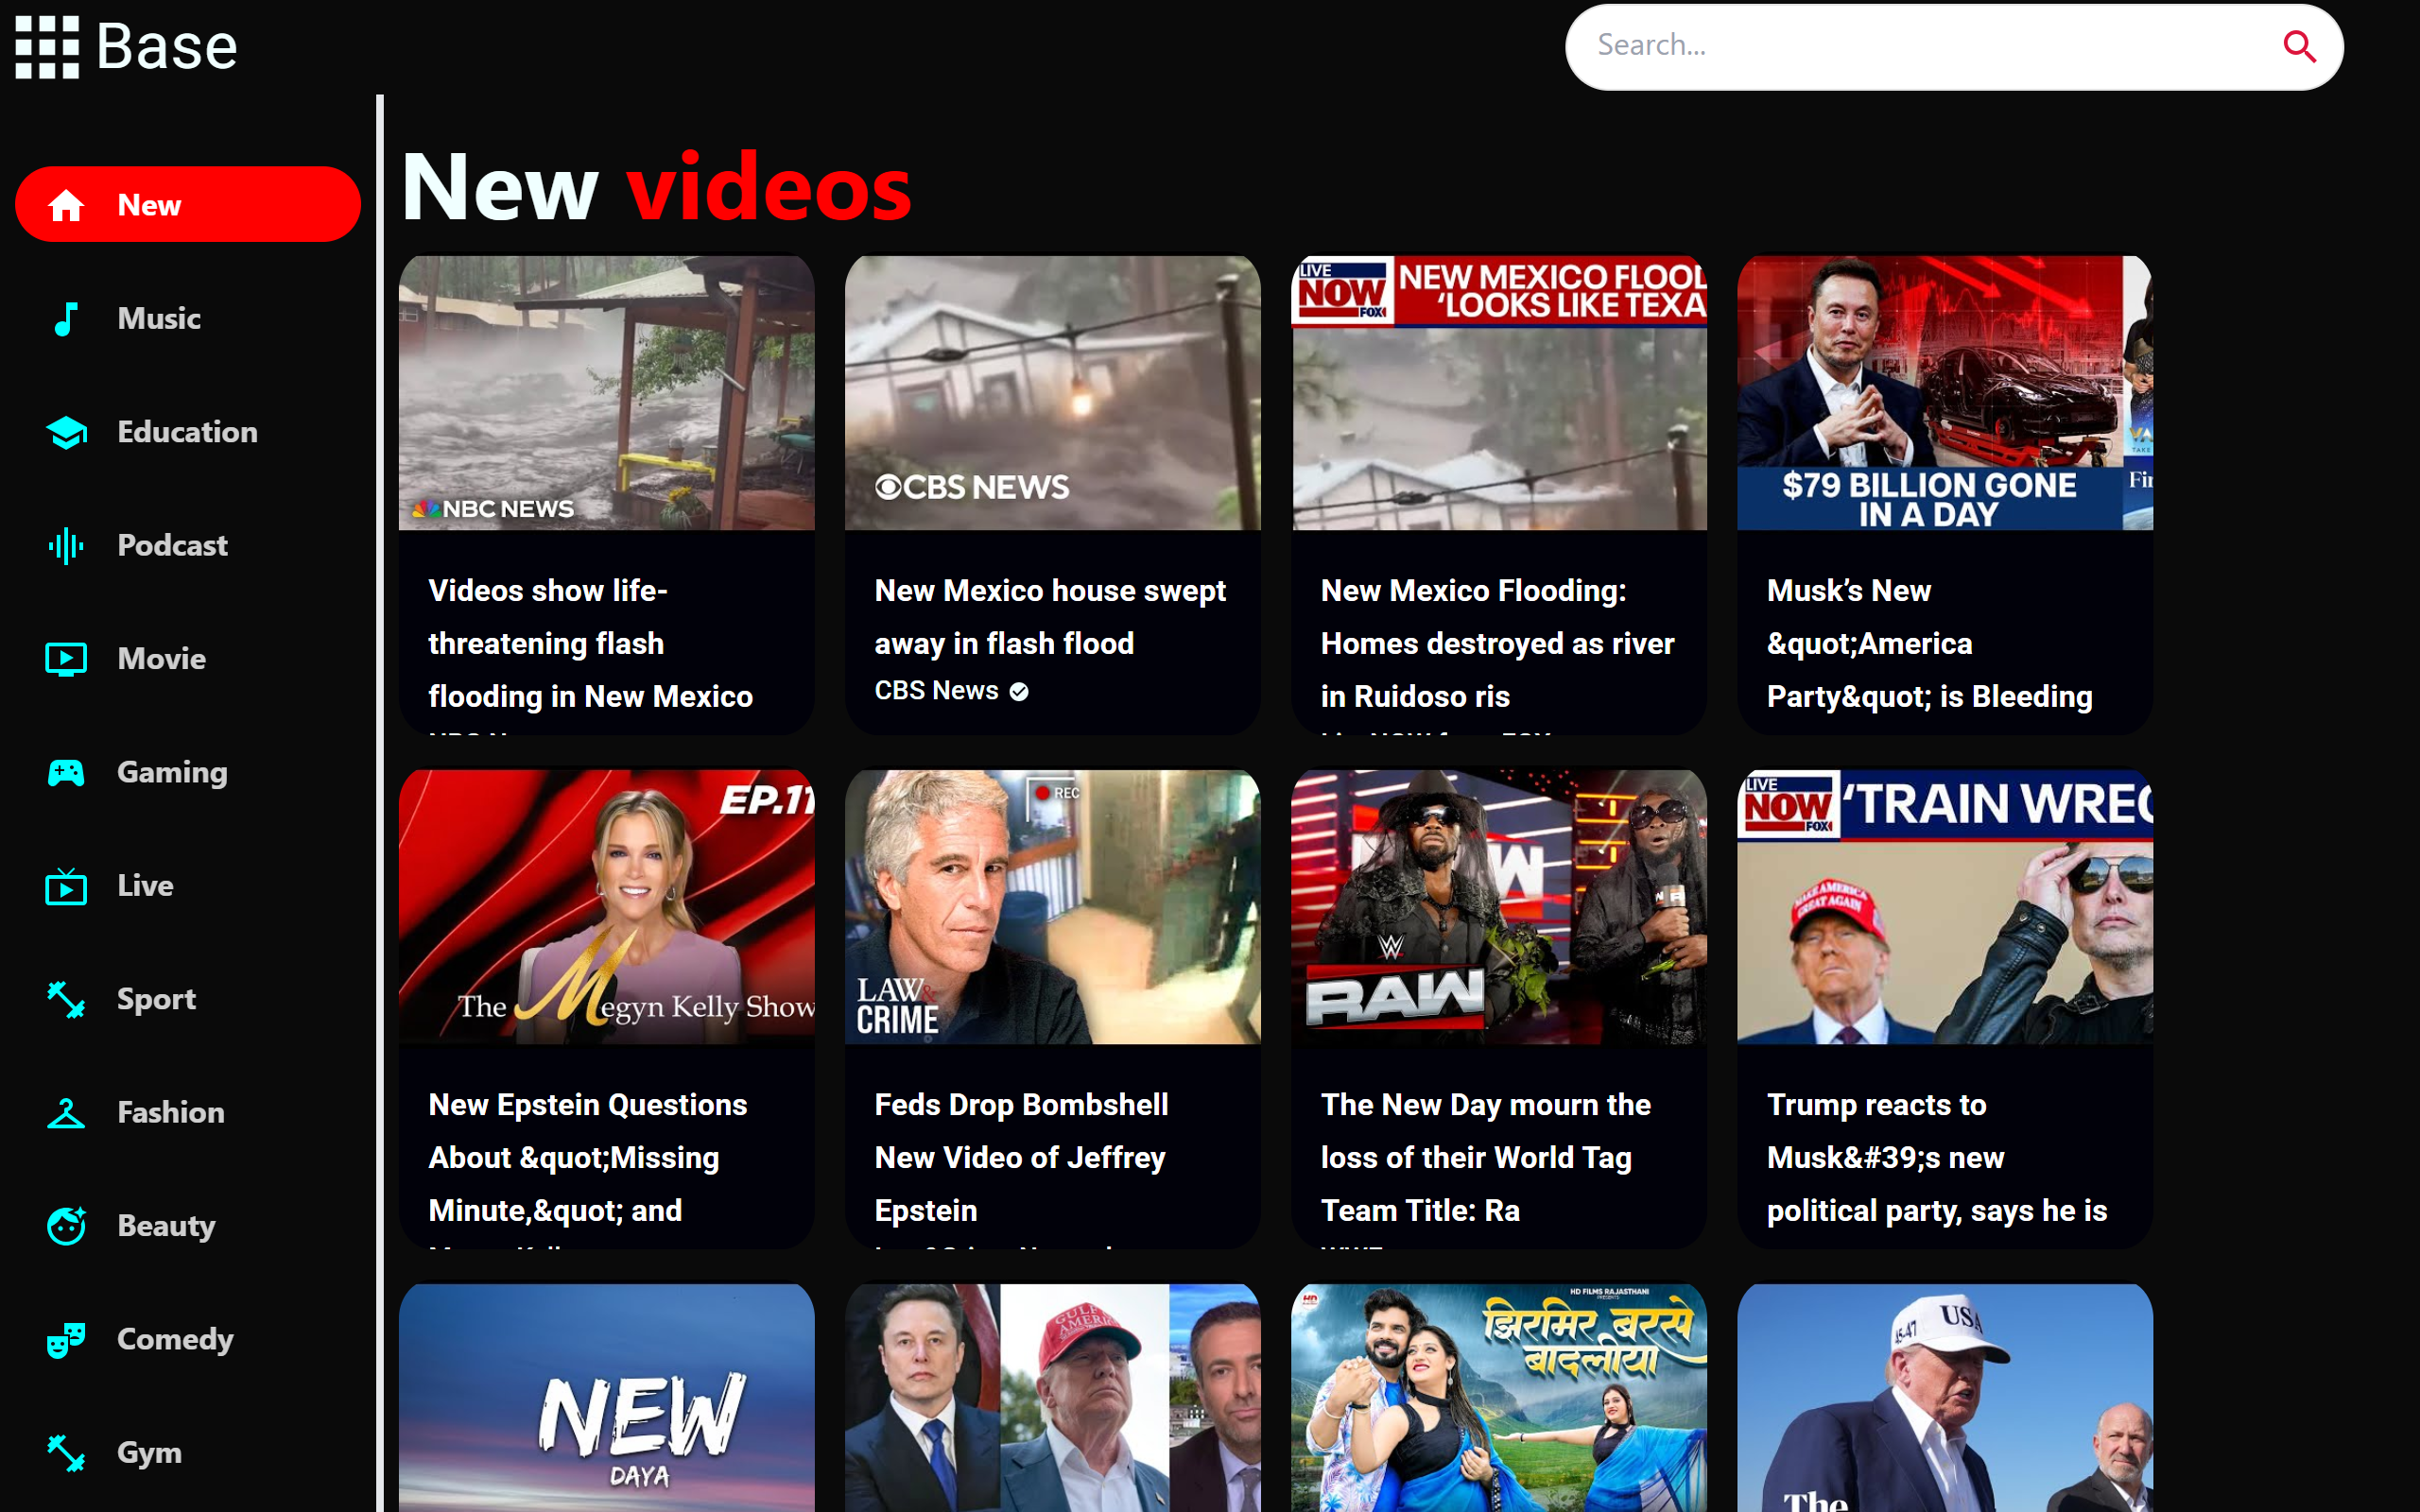 Base
Search...
New
Music
Education
Podcast
Movie
Gaming
Live
Sport
Fashion
Beauty
Comedy
Gym
New videos
NBC NEWS
Videos show life-
threatening flash
flooding in New Mexico
CBS NEWS
New Mexico house swept
away in flash flood
CBS News
LIVE
NOW
FOX
NEW MEXICO FLOOD
'LOOKS LIKE TEXA
New Mexico Flooding:
Homes destroyed as river
in Ruidoso ris
$79 BILLION GONE
IN A DAY
Musk’s New
&quot;America
Party&quot; is Bleeding
EP.11
The Megyn Kelly Show
New Epstein Questions
About &quot;Missing
Minute,&quot; and
REC
LAW&
CRIME
Feds Drop Bombshell
New Video of Jeffrey
Epstein
RAW
The New Day mourn the
loss of their World Tag
Team Title: Ra
LIVE
NOW
FOX
'TRAIN WREC
MAKE AMERICA
GREAT AGAIN
Trump reacts to
Musk&#39;s new
political party, says he is
NEW
DAYA
GULF
AMERICA
HD FILMS RAJASTHANI
PRESENTS
झिरमिर बरसे
बादलीया
45-47
USA
The